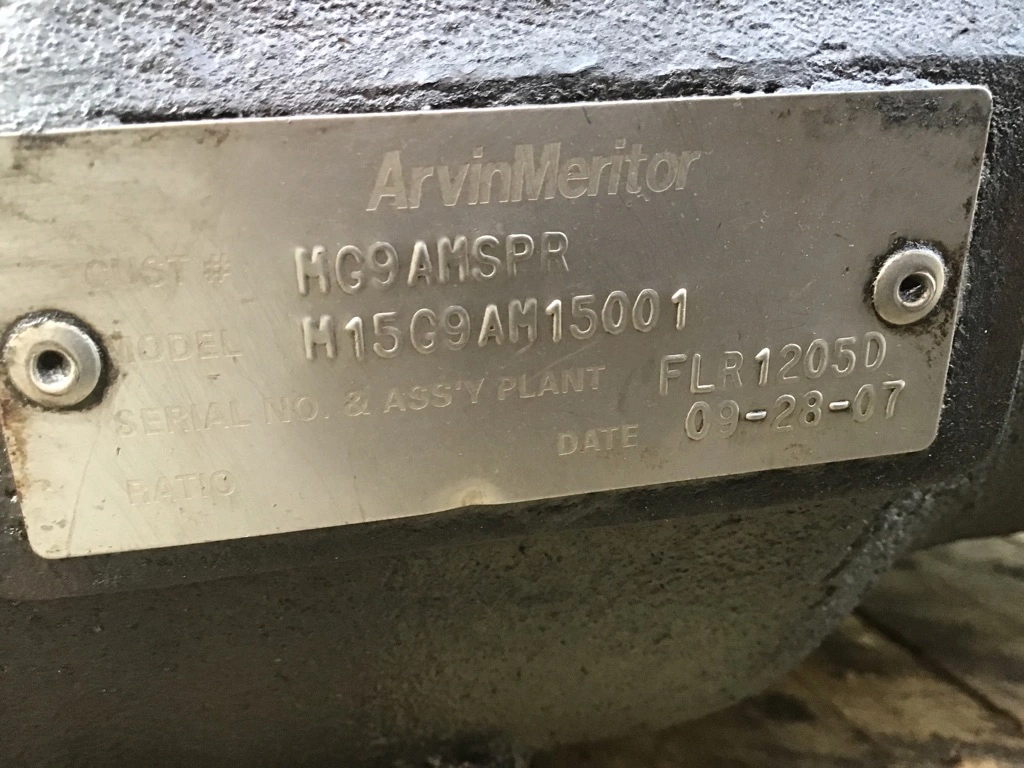 ArvinMeritor
CUST # MG9AMSPR
MODEL M15G9AM15001
SERIAL NO. & ASS'Y PLANT FLR1205D
RATIO DATE 09-28-07